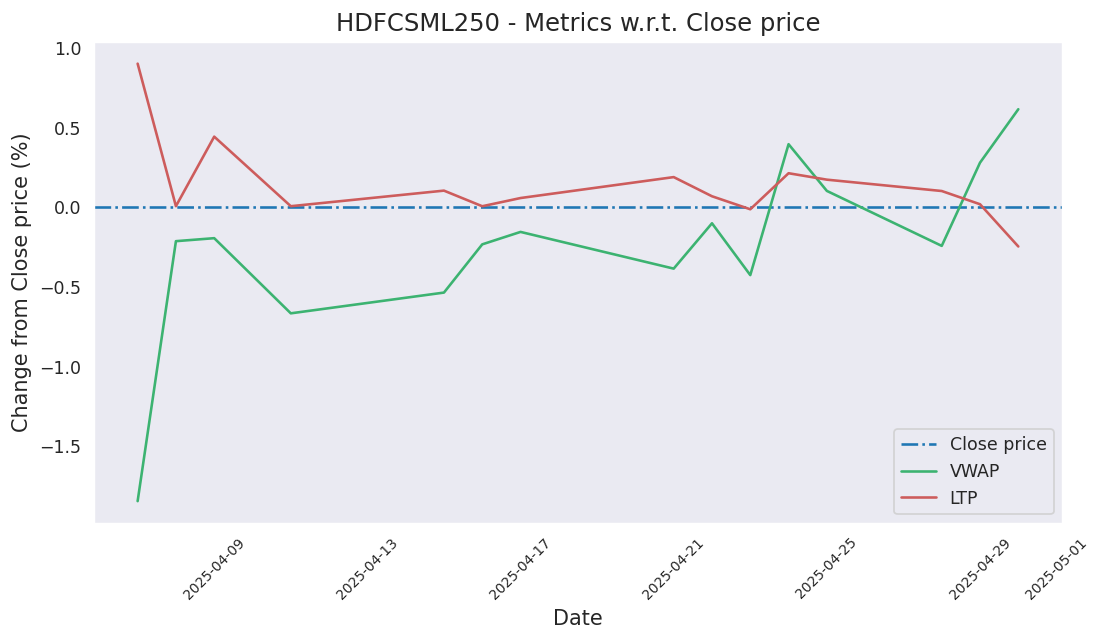 HDFCSML250 - Metrics w.r.t. Close price
Change from Close price (%)
1.0
0.5
0.0
−0.5
−1.0
−1.5
Close price
VWAP
LTP
2025-04-09
2025-04-13
2025-04-17
2025-04-21
2025-04-25
2025-04-29
2025-05-01
Date